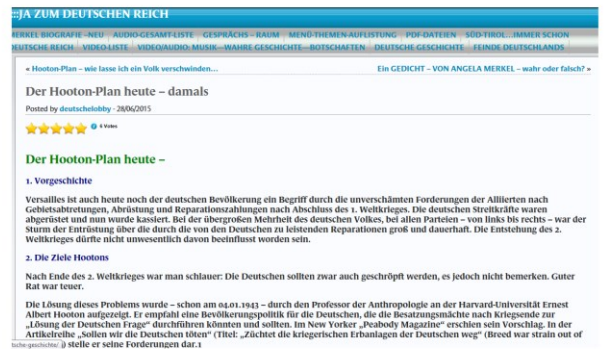 :::JA ZUM DEUTSCHEN REICH
MERKEL BIOGRAFIE –NEU AUDIO-GESAMT-LISTE GESPRÄCHS – RAUM MENÜ-THEMEN-AUFLISTUNG PDF-DATEIEN SÜD-TIROL…IMMER SCHON
DEUTSCHE REICH VIDEO-LISTE VIDEO/AUDIO: MUSIK—WAHRE GESCHICHTE—BOTSCHAFTEN DEUTSCHE GESCHICHTE FEINDE DEUTSCHLANDS
« Hooton-Plan – wie lasse ich ein Volk verschwinden… Ein GEDICHT – VON ANGELA MERKEL – wahr oder falsch? »
Der Hooton-Plan heute – damals
Posted by deutschelobby - 28/06/2015
6 Votes
Der Hooton-Plan heute –
1. Vorgeschichte
Versailles ist auch heute noch der deutschen Bevölkerung ein Begriff durch die unverschämten Forderungen der Alliierten nach
Gebietsabtretungen, Abrüstung und Reparationszahlungen nach Abschluss des 1. Weltkrieges. Die deutschen Streitkräfte waren
abgerüstet und nun wurde kassiert. Bei der übergroßen Mehrheit des deutschen Volkes, bei allen Parteien – von links bis rechts – war der
Sturm der Entrüstung über die durch die von den Deutschen zu leistenden Reparationen groß und dauerhaft. Die Entstehung des 2.
Weltkrieges dürfte nicht unwesentlich davon beeinflusst worden sein.
2. Die Ziele Hootons
Nach Ende des 2. Weltkrieges war man schlauer: Die Deutschen sollten zwar auch geschröpft werden, es jedoch nicht bemerken. Guter
Rat war teuer.
Die Lösung dieses Problems wurde – schon am 04.01.1943 – durch den Professor der Anthropologie an der Harvard-Universität Ernest
Albert Hooton aufgezeigt. Er empfahl eine Bevölkerungspolitik für die Deutschen, die die Besatzungsmächte nach Kriegsende zur
„Lösung der Deutschen Frage“ durchführen könnten und sollten. Im New Yorker „Peabody Magazine“ erschien sein Vorschlag. In der
Artikelreihe „Sollen wir die Deutschen töten“ (Titel: „Züchtet die kriegerischen Erbanlagen der Deutschen weg“ (Breed war strain out of
tsche-geschichte/ ) stelle er seine Forderungen dar.1